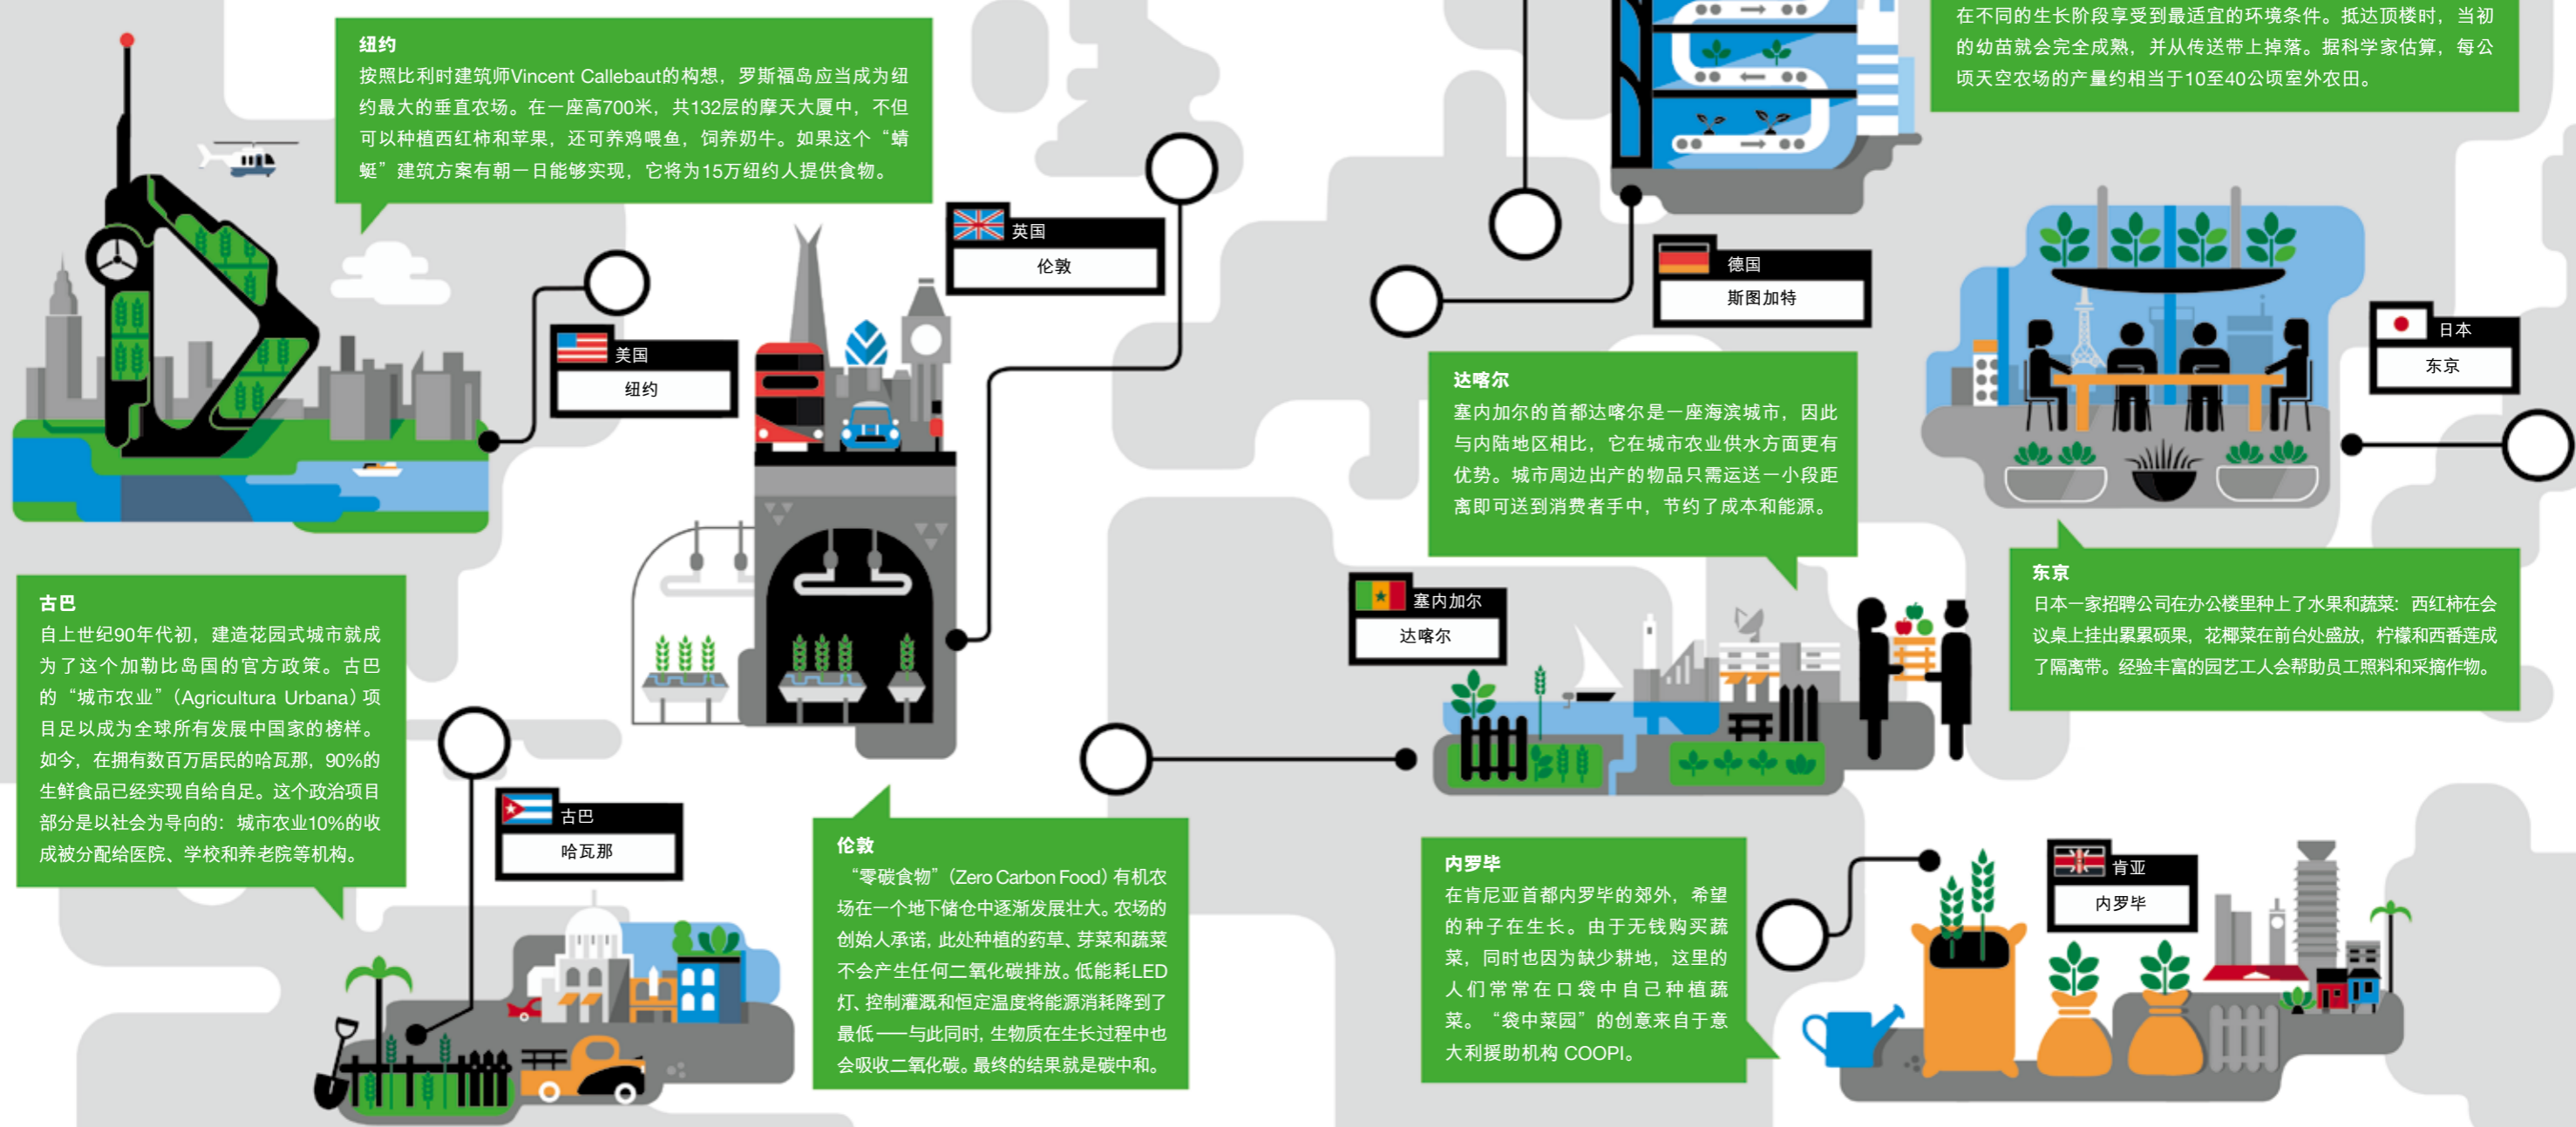 纽约
按照比利时建筑师Vincent Callebaut的构想，罗斯福岛应当成为纽
约最大的垂直农场。在一座高700米，共132层的摩天大厦中，不但
可以种植西红柿和苹果，还可养鸡喂鱼，饲养奶牛。如果这个“蜻
蜓”建筑方案有朝一日能够实现，它将为15万纽约人提供食物。
美国
纽约
英国
伦敦
在不同的生长阶段享受到最适宜的环境条件。抵达顶楼时，当初
的幼苗就会完全成熟，并从传送带上掉落。据科学家估算，每公
顷天空农场的产量约相当于10至40公顷室外农田。
德国
斯图加特
日本
东京
达喀尔
塞内加尔的首都达喀尔是一座海滨城市，因此
与内陆地区相比，它在城市农业供水方面更有
优势。城市周边出产的物品只需运送一小段距
离即可送到消费者手中，节约了成本和能源。
塞内加尔
达喀尔
东京
日本一家招聘公司在办公楼里种上了水果和蔬菜：西红柿在会
议桌上挂出累累硕果，花椰菜在前台处盛放，柠檬和西番莲成
了隔离带。经验丰富的园艺工人会帮助员工照料和采摘作物。
古巴
自上世纪90年代初，建造花园式城市就成
为了这个加勒比岛国的官方政策。古巴
的“城市农业”（Agricultura Urbana）项
目足以成为全球所有发展中国家的榜样。
如今，在拥有数百万居民的哈瓦那，90%的
生鲜食品已经实现自给自足。这个政治项目
部分是以社会为导向的：城市农业10%的收
成被分配给医院、学校和养老院等机构。
古巴
哈瓦那
伦敦
“零碳食物”（Zero Carbon Food）有机农
场在一个地下储仓中逐渐发展壮大。农场的
创始人承诺，此处种植的药草、芽菜和蔬菜
不会产生任何二氧化碳排放。低能耗LED
灯、控制灌溉和恒定温度将能源消耗降到了
最低——与此同时，生物质在生长过程中也
会吸收二氧化碳。最终的结果就是碳中和。
内罗毕
在肯尼亚首都内罗毕的郊外，希望
的种子在生长。由于无钱购买蔬
菜，同时也因为缺少耕地，这里的
人们常常在口袋中自己种植蔬
菜。“袋中菜园”的创意来自于意
大利援助机构 COOPI。
肯亚
内罗毕